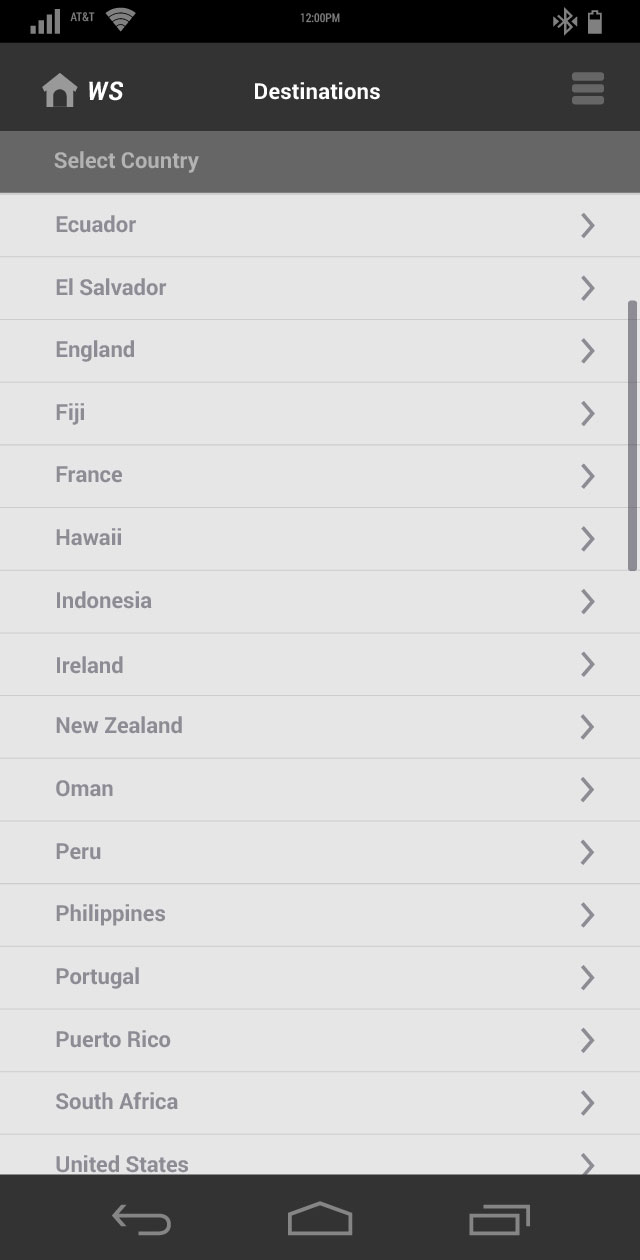 AT&T 12:00PM
WS Destinations
Select Country
Ecuador
El Salvador
England
Fiji
France
Hawaii
Indonesia
Ireland
New Zealand
Oman
Peru
Philippines
Portugal
Puerto Rico
South Africa
United States